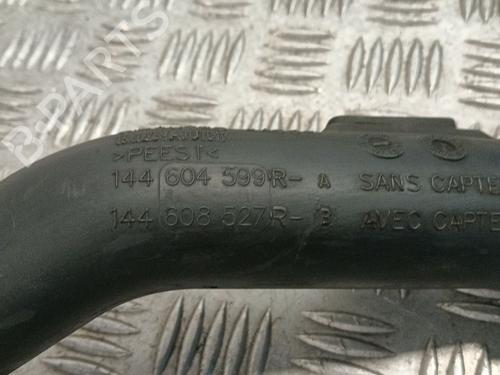 >PEEST<
144 604 599R- A SANS CAPTE
144 608 527R- B AVEC CAPTE
B-Parts